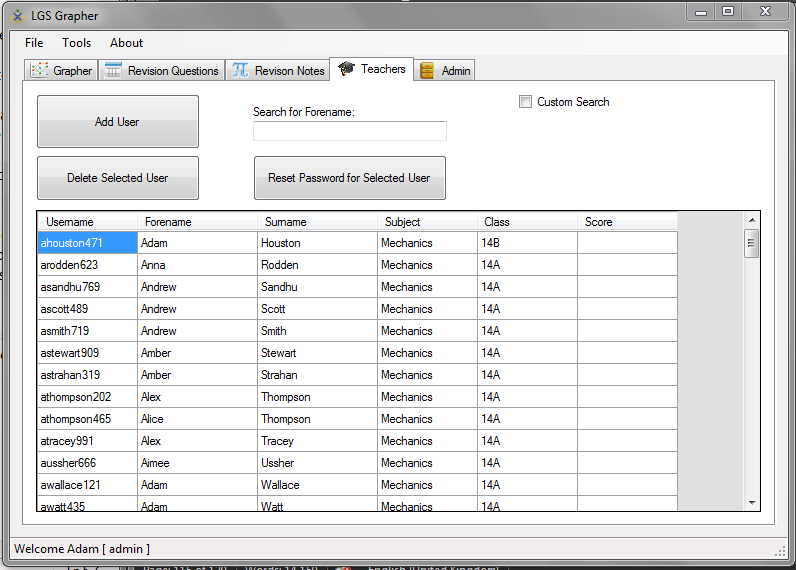 LGS Grapher
File Tools About
Grapher Revision Questions Revison Notes Teachers Admin
Add User
Search for Forename:
Custom Search
Delete Selected User
Reset Password for Selected User
Username Forename Surname Subject Class Score
ahouston471 Adam Houston Mechanics 14B
arodden623 Anna Rodden Mechanics 14A
asandhu769 Andrew Sandhu Mechanics 14A
ascott489 Andrew Scott Mechanics 14A
asmith719 Andrew Smith Mechanics 14A
astewart909 Amber Stewart Mechanics 14A
astrahan319 Amber Strahan Mechanics 14A
athompson202 Alex Thompson Mechanics 14A
athompson465 Alice Thompson Mechanics 14A
atracey991 Alex Tracey Mechanics 14A
aussher666 Aimee Ussher Mechanics 14A
awallace121 Adam Wallace Mechanics 14A
awatt435 Adam Watt Mechanics 14A
Welcome Adam [ admin ]
English (United Kingdom)